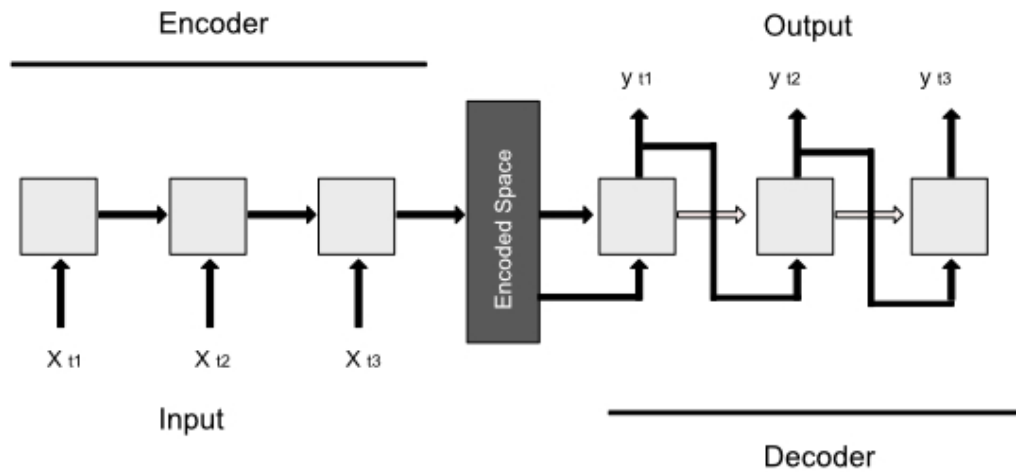 Encoder
Output
y t1
y t2
y t3
Encoded Space
X t1
X t2
X t3
Input
Decoder